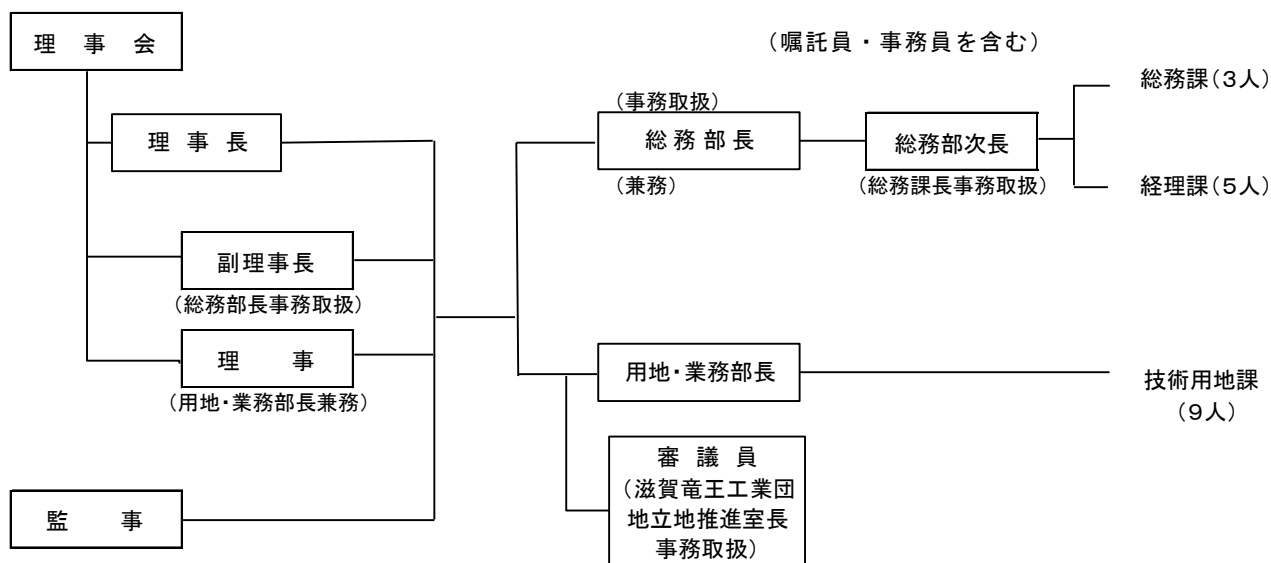 理事会
(嘱託員・事務員を含む)
総務課(3人)
(事務取扱)
理事長
総務部長
総務部次長
(兼務)
(総務課長事務取扱)
経理課(5人)
副理事長
(総務部長事務取扱)
理事
用地・業務部長
技術用地課
(9人)
(用地・業務部長兼務)
審議員
(滋賀竜王工業団
地立地推進室長
事務取扱)
監事